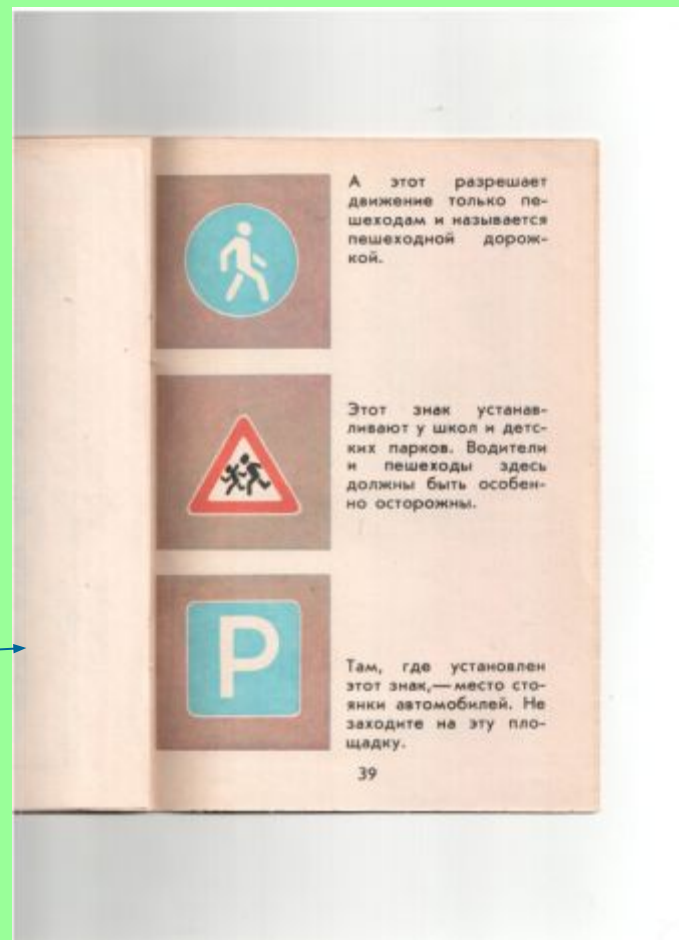 А этот разрешает
движение только пе-
шеходам и называется
пешеходной дорож-
кой.
Этот знак устанав-
ливают у школ и детс-
ких парков. Водители
и пешеходы здесь
должны быть особен-
но осторожны.
P
Там, где установлен
этот знак,—место сто-
янки автомобилей. Не
заходите на эту пло-
щадку.
39